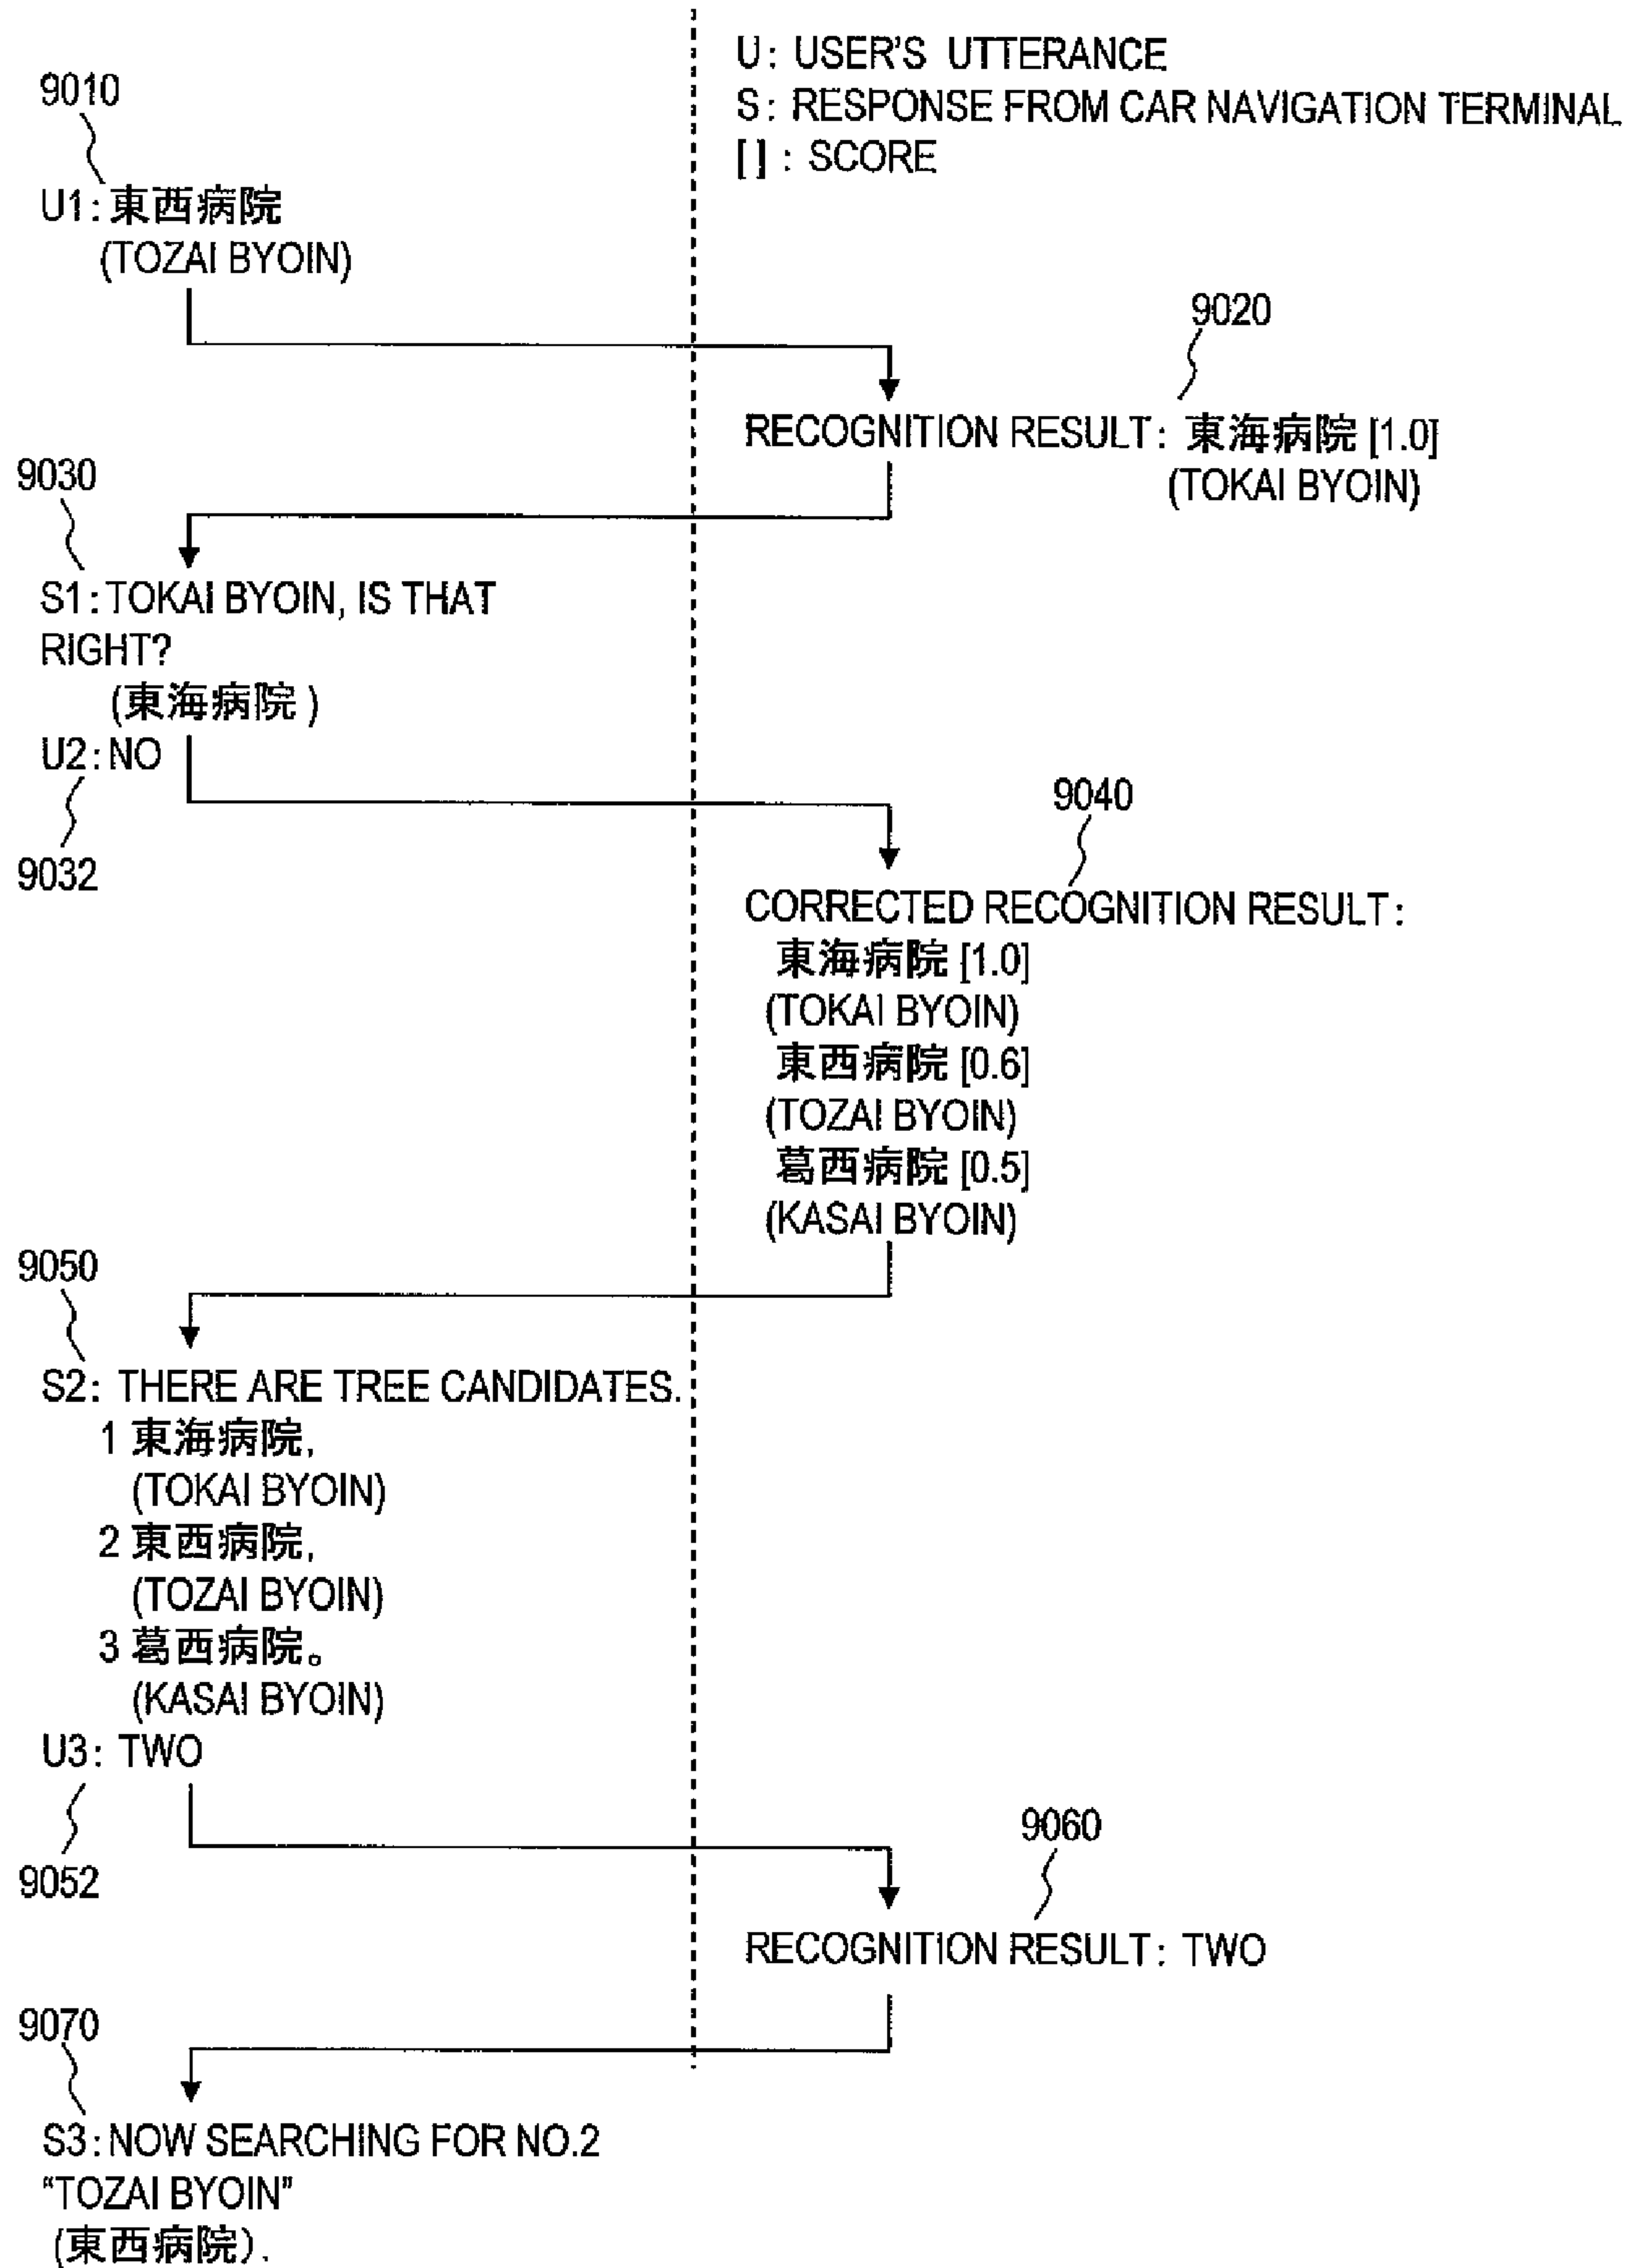 U: USER'S UTTERANCE
S: RESPONSE FROM CAR NAVIGATION TERMINAL
[ ]: SCORE
9010
U1: 東西病院
(TOZAI BYOIN)
9020
RECOGNITION RESULT: 東海病院 [1.0]
(TOKAI BYOIN)
9030
S1: TOKAI BYOIN, IS THAT
RIGHT?
(東海病院)
U2: NO
9032
9040
CORRECTED RECOGNITION RESULT:
東海病院 [1.0]
(TOKAI BYOIN)
東西病院 [0.6]
(TOZAI BYOIN)
葛西病院 [0.5]
(KASAI BYOIN)
9050
S2: THERE ARE TREE CANDIDATES.
1 東海病院,
(TOKAI BYOIN)
2 東西病院,
(TOZAI BYOIN)
3 葛西病院。
(KASAI BYOIN)
U3: TWO
9052
9060
RECOGNITION RESULT: TWO
9070
S3: NOW SEARCHING FOR NO.2
“TOZAI BYOIN”
(東西病院).